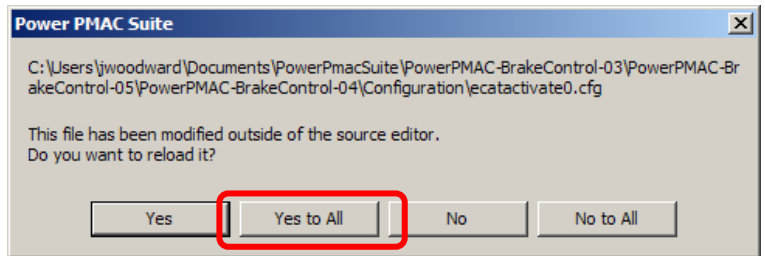 Power PMAC Suite
C:\Users\jwoodward\Documents\PowerPmacSuite\PowerPMAC-BrakeControl-03\PowerPMAC-Br
akeControl-05\PowerPMAC-BrakeControl-04\Configuration\ecatactivate0.cfg
This file has been modified outside of the source editor.
Do you want to reload it?
Yes Yes to All No No to All